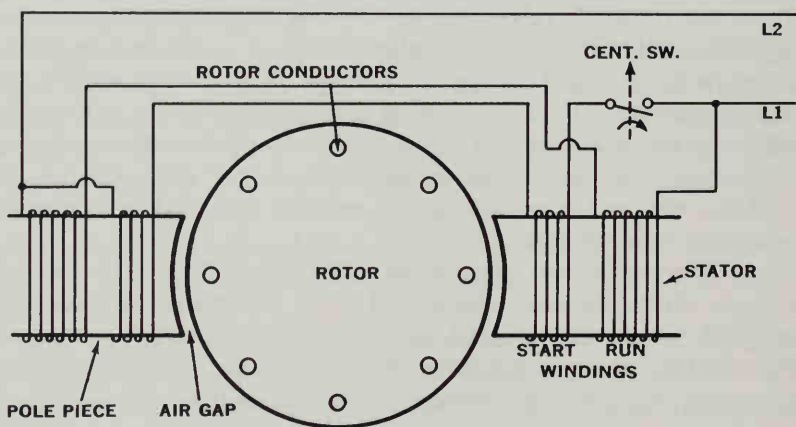 L2
CENT. SW.
ROTOR CONDUCTORS
L1
ROTOR
STATOR
START RUN
WINDINGS
POLE PIECE
AIR GAP